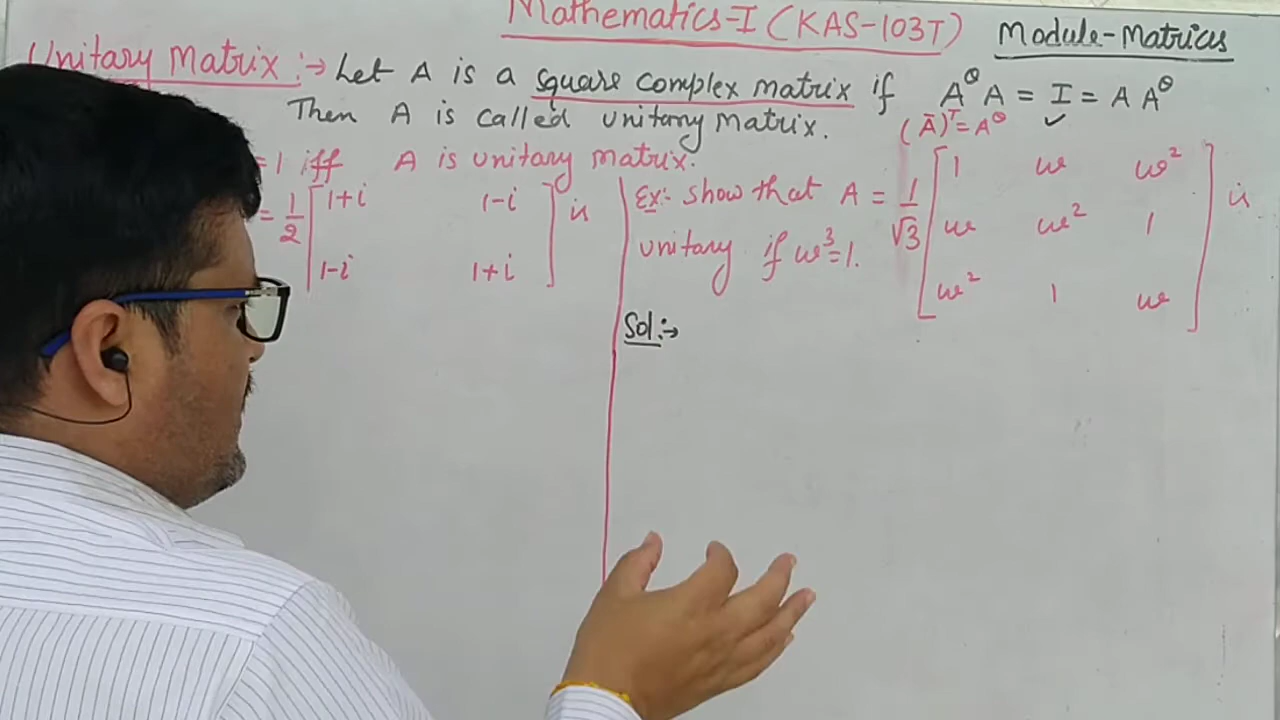 Mathematics-I (KAS-103T) Module-Matrices
Unitary Matrix :→ Let A is a square complex matrix if A^θ A = I = A A^θ
Then A is called unitary matrix. (Ā)^T = A^θ
=1 iff A is unitary matrix.
= 1/2 [1+i 1-i
1-i 1+i] is
Ex:- Show that A = 1/√3 [1 ω ω²
ω ω² 1
ω² 1 ω] is
unitary if ω³=1.
Sol:→